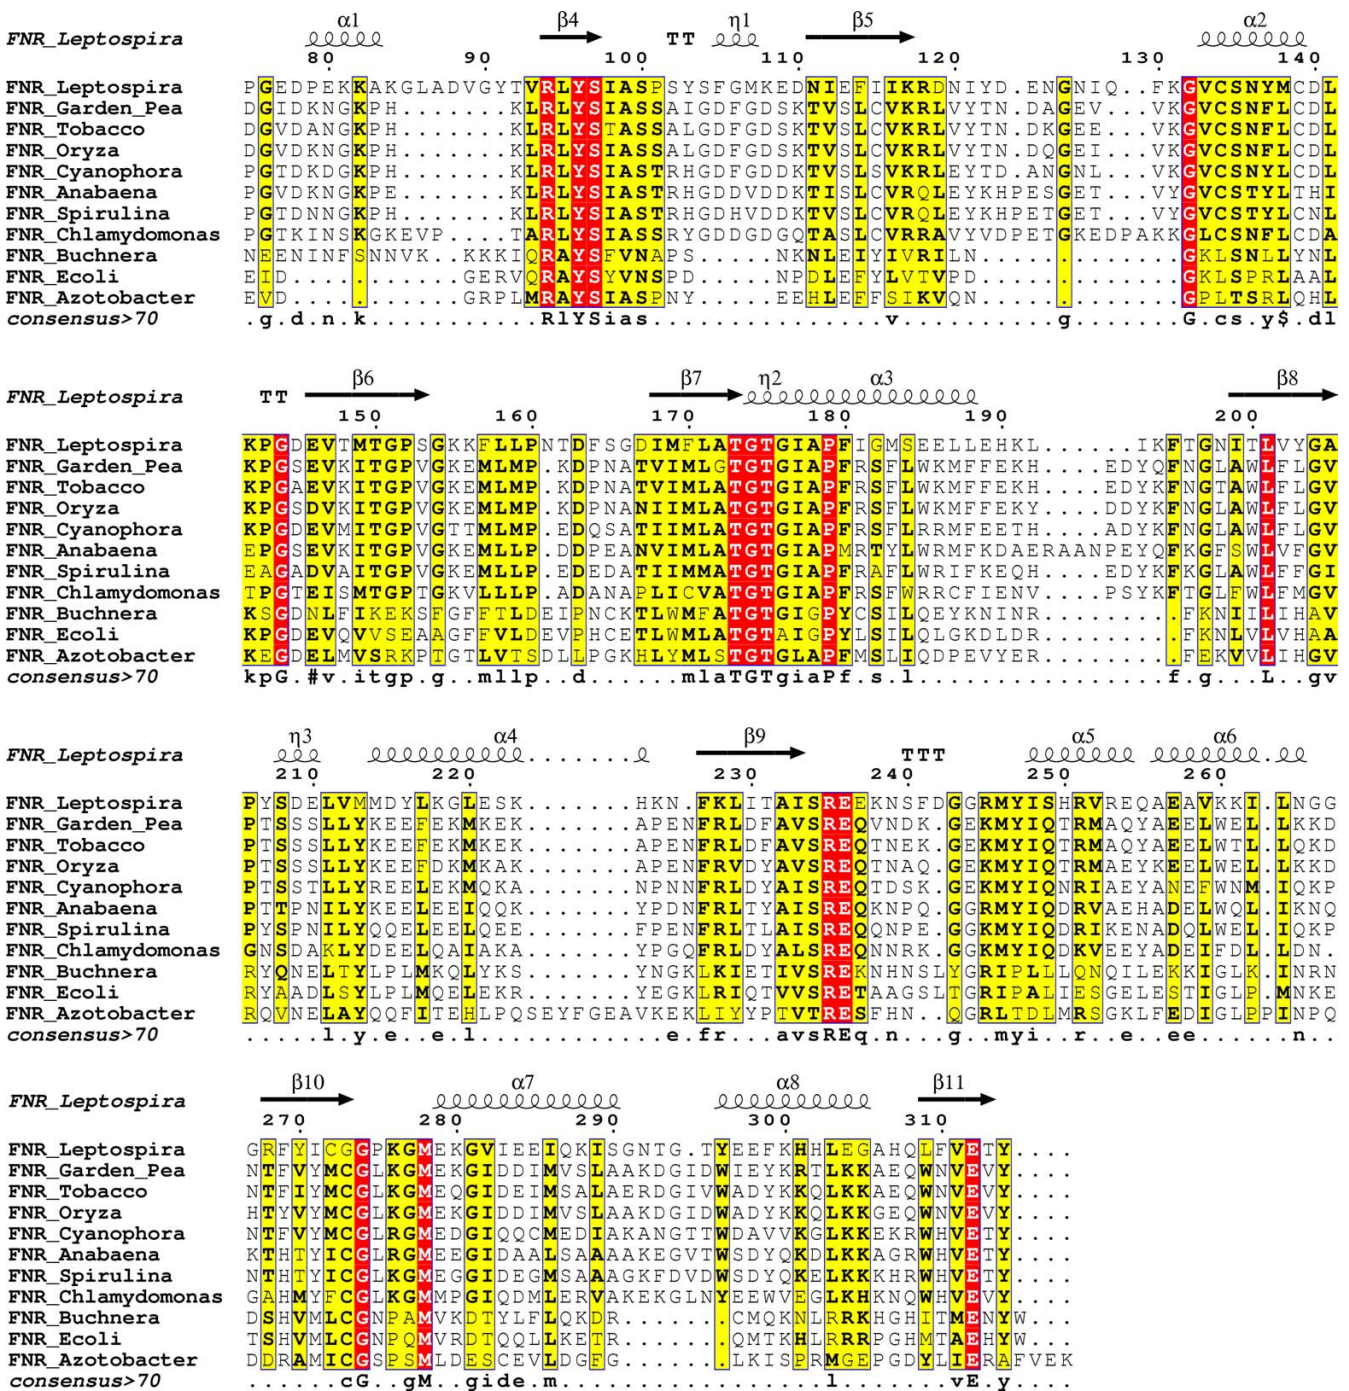 α1 β4 η1 β5 α2
FNR_Leptospira TT
80 90 100 110 120 130 140
FNR_Leptospira PGEDPEKKAKGLADVGYTVRLYSIASPSYSFGMKEDNIEFIIKRDNIYD.ENGNIQ..FKGVCSNYMCDL
FNR_Garden_Pea DGIDKNGKPH.......KLRLYSIASSALGDFGDSKTVSLCVKRLVYTN.DAGEV...VKGVCSNFLCDL
FNR_Tobacco DGVDANGKPH.......KLRLYSTASSALGDFGDSKTVSLCVKRLVYTN.DKGEE...VKGVCSNFLCDL
FNR_Oryza DGVDKNGKPH.......KLRLYSIASSALGDFGDSKTVSLCVKRLVYTN.DQGEI...VKGVCSNFLCDL
FNR_Cyanophora PGTDKDGKPH.......KLRLYSIASTRHGDFGDDKTVSLSVKRLEYTD.ANGNL...VKGVCSNFLCDL
FNR_Anabaena PGVDKNGKPE.......KLRLYSIASTRHGDDVDDKTISLCVRQLEYKHPESGET...VYGVCSTYLTHI
FNR_Spirulina PGTDNNGKPH.......KLRLYSIASTRHGDHVDDKTVSLCVRQLEYKHPETGET...VYGVCSTYLCNL
FNR_Chlamydomonas PGTKINSKGKEVP....TARLYSIASSRYGDDGDGQTASLCVRRAVYVDPETGKEDPAKKGLCSNFLCDA
FNR_Buchnera NEENINFSNNVK.KKKIQRAYSFVNAPS.....NKNLEIYIVRILN...........GKLSNLLYNL
FNR_Ecoli EID............GERVQRAYSYVNSPD.....NPDLEFYLVTVPD...........GKLSPRLAAL
FNR_Azotobacter EVD............GRPLMRAYSIASPNY.....EEHLEFFSIKVQN...........GPLTSRLQHL
consensus>70 .g.d.n.k...........RlYSias...............v..........g.......G.cs.y$.dl
β6 β7 η2 α3 β8
FNR_Leptospira TT
150 160 170 180 190 200
FNR_Leptospira KPGDEVTMTGPSGKKFLLPNTDFSGDIMFLATGTGIAPFIGMSEELLEHKL......IKFTGNITLVYGA
FNR_Garden_Pea KPGSEVKITGPVGKEMLMP.KDPNATVIMLGTGTGIAPFRSFLWKMFFEKH....EDYQFNGLAWLFLGV
FNR_Tobacco KPGAEVKITGPVGKEMLMP.KDPNATVIMLATGTGIAPFRSFLWKMFFEKH....EDYKFNGTAWLFLGV
FNR_Oryza KPGSDVKITGPVGKEMLMP.KDPNANIIMLATGTGIAPFRSFLWKMFFEKY....DDYKFNGLAWLFLGV
FNR_Cyanophora KPGDEVMITGPVGTTMLLP.EDQSATIIMLATGTGIAPFRSFLRRMFEETH....ADYKFNGLAWLFLGV
FNR_Anabaena EPGSEVKITGPVGKEMLLP.DDPEANVIMLATGTGIAPMRTYLWRMFKDAERAANPEYQFKGFSWLVFGV
FNR_Spirulina EAGADVAITGPVGKEMLLP.EDEDATIIMMATGTGIAPFRAFLWRIFKEQH....EDYKFKGLAWLFFGI
FNR_Chlamydomonas TPGTEISMTGPTGKVLLLP.ADANAPLICVATGTGIAPFRSFWRRCFIENV....PSYKFTGLFWLFMGV
FNR_Buchnera KSGDNLFIKEKSFGFFTLDEIPNCKTLWMFATGTGIGPYCSILQEYKNINR.........FKNIILIHAV
FNR_Ecoli KPGDEVQVVSEAAGFFVLDEVPHCETLWMLATGTAIGPYLSILQLGKDLDR.........FKNLVLVHAA
FNR_Azotobacter KEGDELMVSRKPTGTLVTSDLLPGKHLYMLSTGTGLAPFMSLIQDPEVYER.........FEKVVLIHGV
consensus>70 kpG.#v.itgp.g..mllp..d......mlaTGTgiaPf.s.l................f.g...L..gv
η3 α4 β9 α5 α6
FNR_Leptospira TTT
210 220 230 240 250 260
FNR_Leptospira PYSDELVMMDYLKGLESK.......HKN.FKLITAISREEKNSFDGGRMYISHRVREQAEAVKKI.LNGG
FNR_Garden_Pea PTSSSLLYKEEFEKMKEK.......APENFRLDFAVSREQVNDK.GEKMYIQTRMAQYAEELWEL.LKKD
FNR_Tobacco PTSSSLLYKEEFEKMKEK.......APENFRLDFAVSREQTNEK.GEKMYIQTRMAQYAEELWTL.LKKD
FNR_Oryza PTSSSLLYKEEFDKMKAK.......APENFRVDYAVSREQTNAQ.GEKMYIQTRMAEYKEELWEL.LKKD
FNR_Cyanophora PTSSTLLYREELEKMQKA.......NPNNFRLDYAISREQTDSK.GEKMYIQNRIAEYANEFWNM.IQKP
FNR_Anabaena PTTPNILYKEELEEIQQK.......YPDNFRLTYAISREQKNPQ.GGRMYIQDRVAEHADELWQL.IKNQ
FNR_Spirulina PYSPNILYQQELEELQEE.......FPENFRLTLAISREQQNPE.GGKMYIQDRIKENADQLWEL.IQKP
FNR_Chlamydomonas GNSDAKLYDEELQAIAKA.......YPGQFRLDYALSREQNNRK.GGKMYIQDKVEEYADEIFDL.LDN.
FNR_Buchnera RYQNELTYLPLMKQLYKS.......YNGKLKIETIVSREKNHNSLYGRIPLLLQNQILEKKIGLK.INRN
FNR_Ecoli RYAADLSYLPLMQELEKR.......YEGKLRIQTVVSRETAAGSLTGRIPALIESGELESTIGLP.MNKE
FNR_Azotobacter RQVNELAYQQFITEHLPQSEYFGEAVKEKLIYYPTVTRESFHN..QGRLTDLMRSGKLFEDIGLPPINPQ
consensus>70 ......l.y.e.e.l............e.fr...avsREq.n...g..myi..r..e..ee......n..
β10 α7 α8 β11
FNR_Leptospira
270 280 290 300 310
FNR_Leptospira GRFYICGGPKGMEKGVIEEIQKISGNTG.TYEEFKHHLEGAHQLFVETY....
FNR_Garden_Pea NTFVYMCGLKGMEKGIDDIMVSLAAKDGIDWIEYKRTLKKAEQWNVEVY....
FNR_Tobacco NTFIYMCGLKGMEQGIDEIMSALAERDGIVWADYKKQLKKAEQWNVEVY....
FNR_Oryza HTYVYMCGLKGMEKGIDDIMVSLAAKDGIDWADYKKQLKKGEQWNVEVY....
FNR_Cyanophora NTFVYMCGLRGMEDGIQQCMEDIAKANGTTWDAVVKGLKKEKRWHVETY....
FNR_Anabaena KTHTYICGLRGMEEGIDAALSAAAAKEGVTWSDYQKDLKKAGRWHVETY....
FNR_Spirulina NTHTYICGLKGMEGGIDEGMSAAAGKFDVDWSDYQKELKKKHRWHVETY....
FNR_Chlamydomonas GAHMYFCGLKGMMPGIQDMLERVAKEKGLNYEEWVEGLKHKNQWHVEVY....
FNR_Buchnera DSHVMLCGNPAMVKDTYLFLQKDR.......CMQKNLRRKPGHITMENYW...
FNR_Ecoli TSHVMLCGNPQMVRDTQQLLKETR.......QMTKHLRRRPGHMTAEHYW...
FNR_Azotobacter DDRAMICGSPSMLDESCEVLDGFG.......LKISPRMGEPGDYLIERAFVEK
consensus>70 ......cG..gM..gide.m.................l........vE.y....